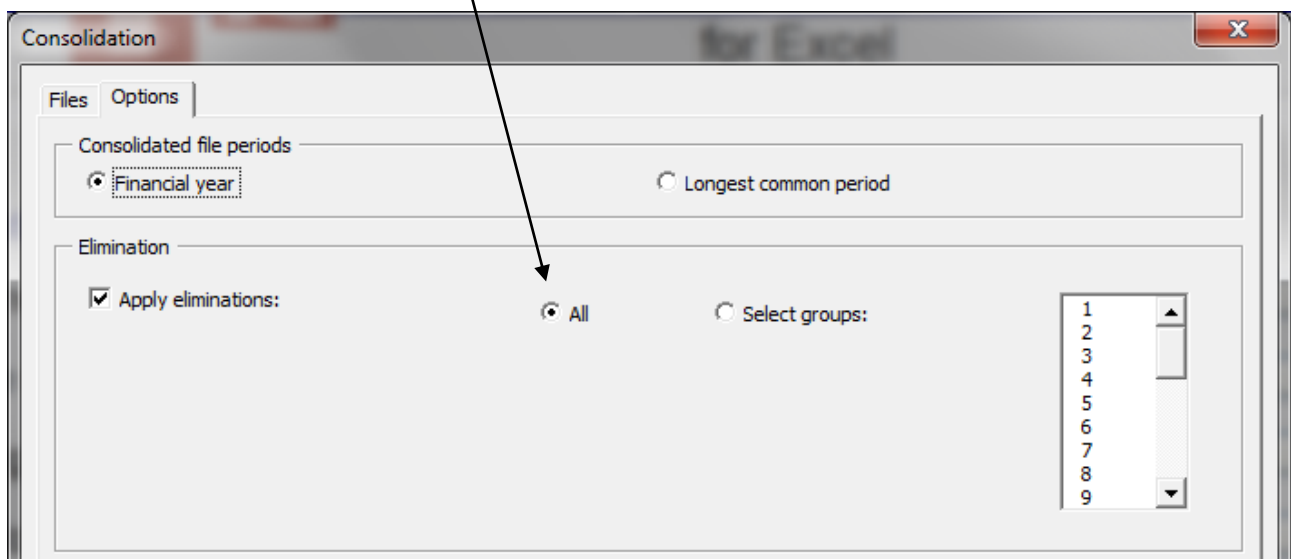 Consolidation
for Excel
Files Options
Consolidated file periods
Financial year Longest common period
Elimination
Apply eliminations: All Select groups:
1
2
3
4
5
6
7
8
9